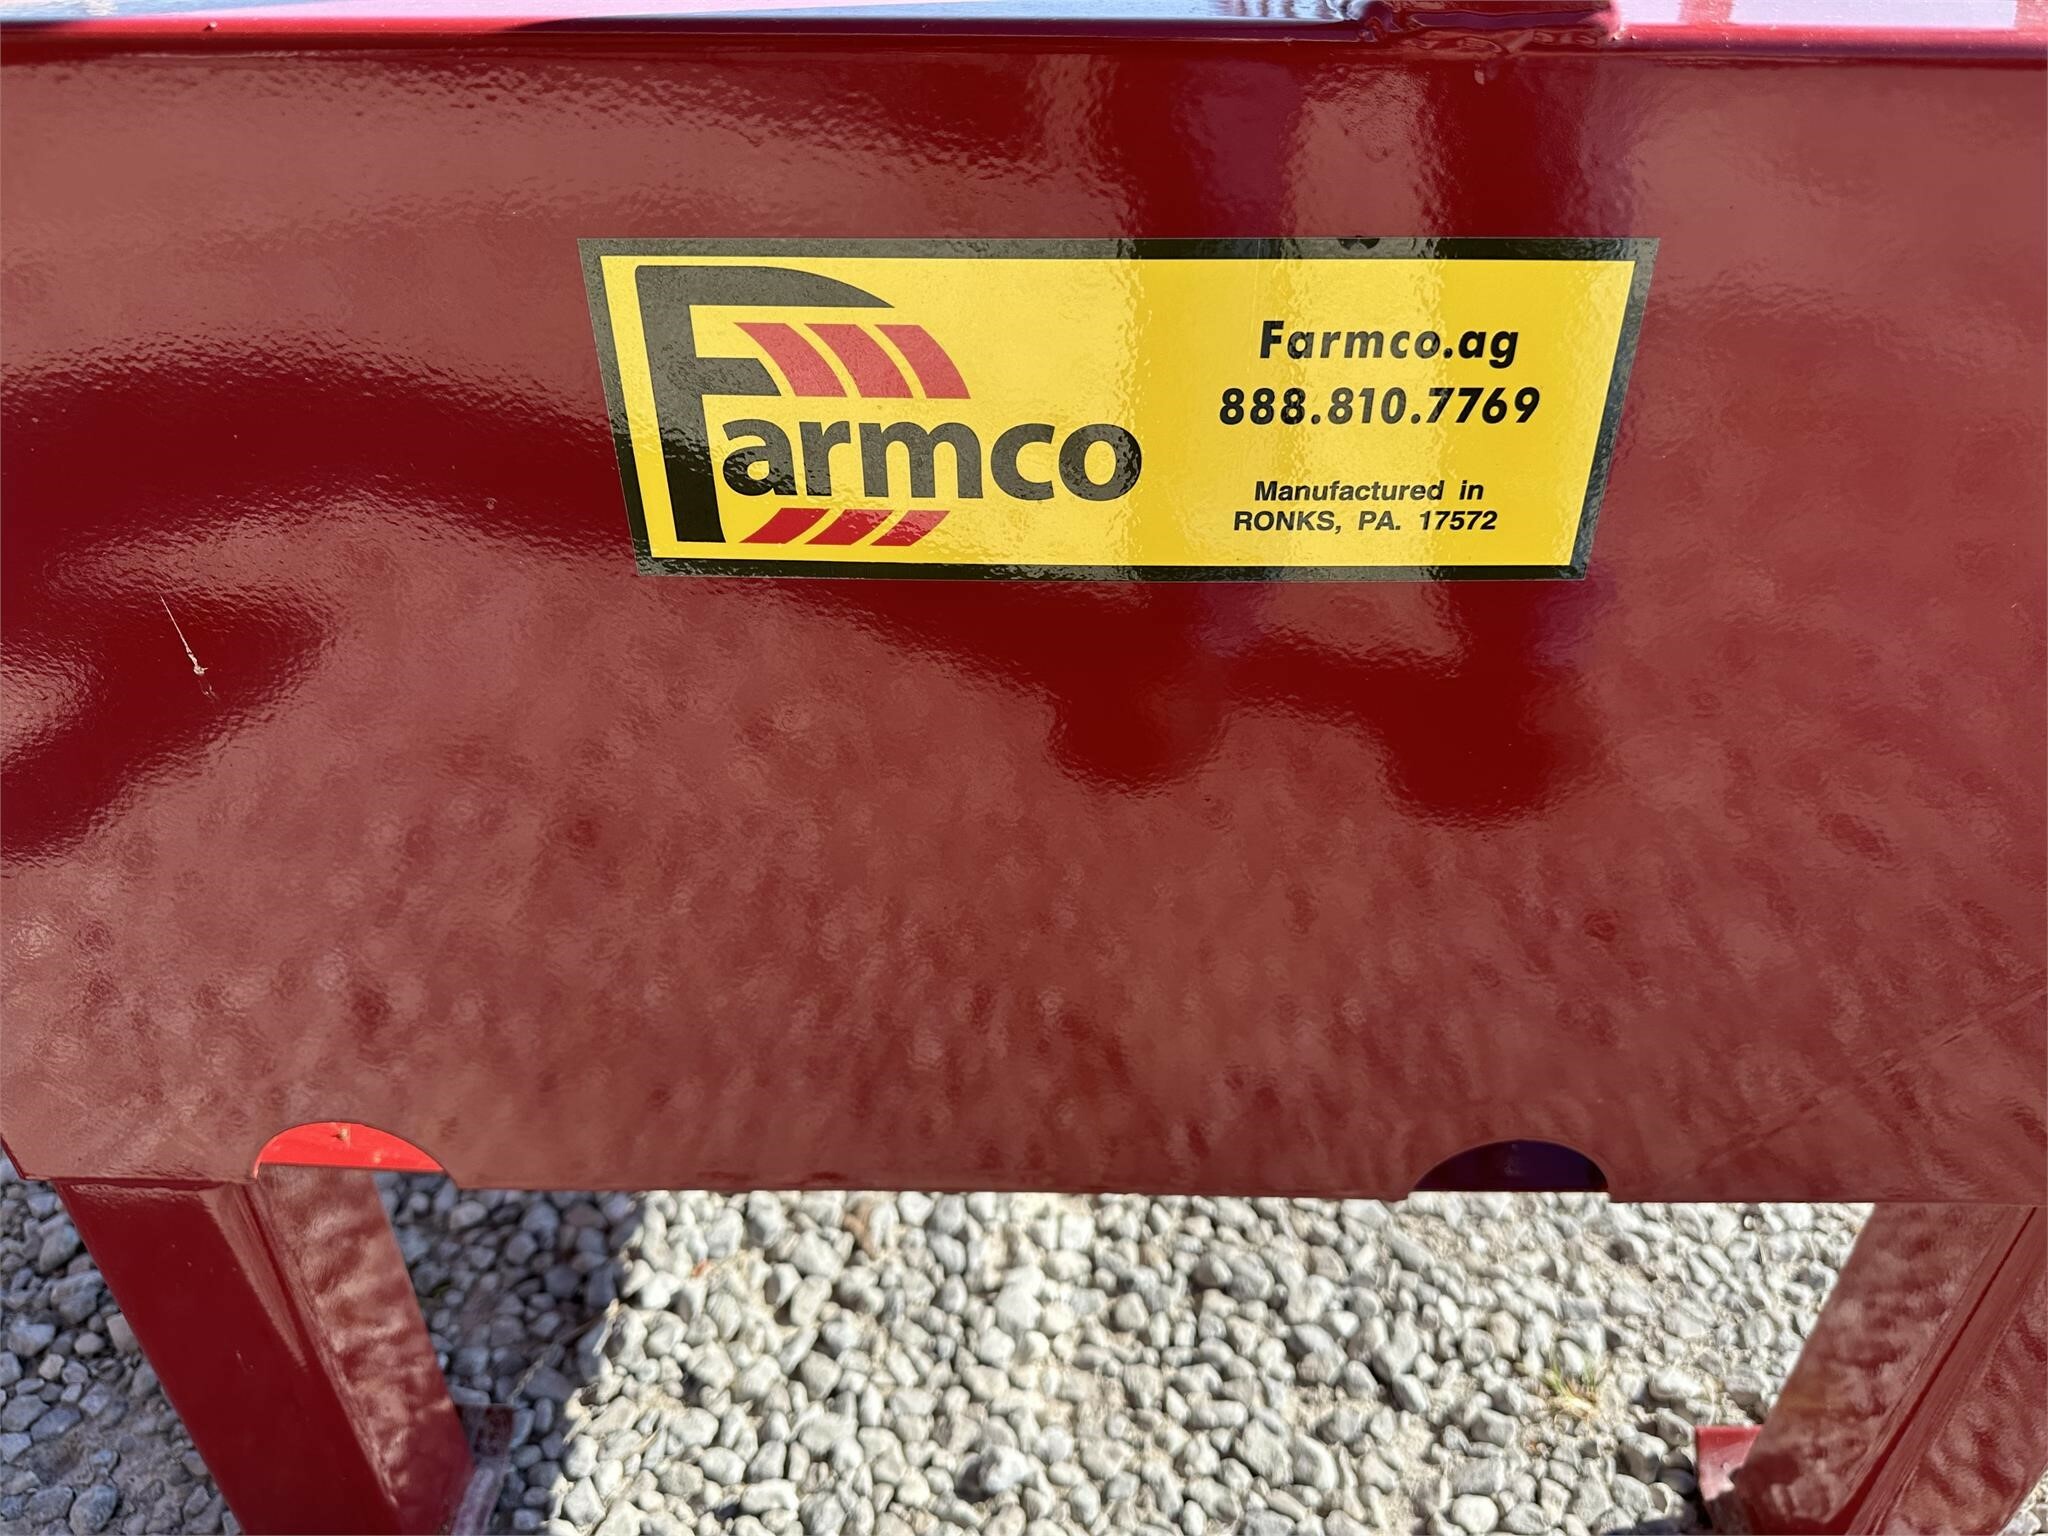 Farmco
Farmco.ag
888.810.7769
Manufactured in
RONKS, PA. 17572